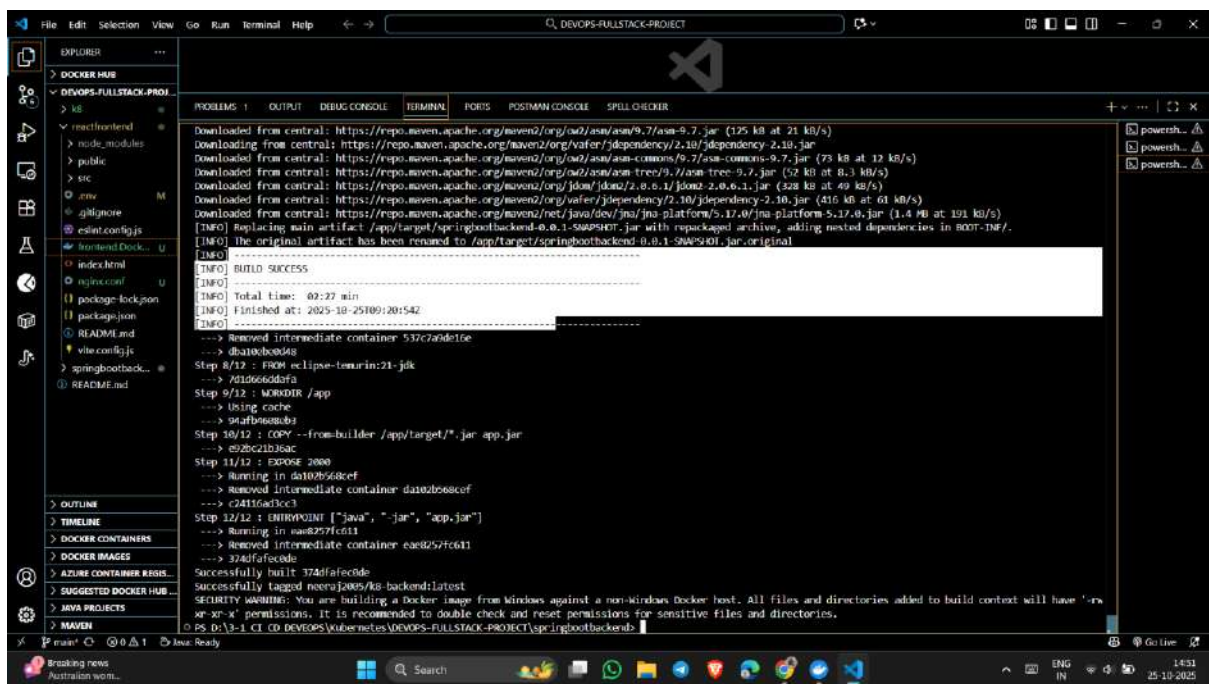 File Edit Selection View Go Run Terminal Help
DEVOPS-FULLSTACK-PROJECT
EXPLORER
DOCKER HUB
DEVOPS-FULLSTACK-PROJ...
k8
reactfrontend
node_modules
public
src
.env M
.gitignore
eslint.config.js
frontend.Dock... U
index.html
nginx.conf U
package-lock.json
package.json
README.md
vite.config.js
springbootback...
README.md
OUTLINE
TIMELINE
DOCKER CONTAINERS
DOCKER IMAGES
AZURE CONTAINER REGIS...
SUGGESTED DOCKER HUB ...
JAVA PROJECTS
MAVEN
PROBLEMS 1 OUTPUT DEBUG CONSOLE TERMINAL PORTS POSTMAN CONSOLE SPELL CHECKER
Downloaded from central: https://repo.maven.apache.org/maven2/org/ow2/asm/asm/9.7/asm-9.7.jar (125 kB at 21 kB/s)
Downloading from central: https://repo.maven.apache.org/maven2/org/vafer/jdependency/2.10/jdependency-2.10.jar
Downloaded from central: https://repo.maven.apache.org/maven2/org/ow2/asm/asm-commons/9.7/asm-commons-9.7.jar (73 kB at 12 kB/s)
Downloaded from central: https://repo.maven.apache.org/maven2/org/ow2/asm/asm-tree/9.7/asm-tree-9.7.jar (52 kB at 8.3 kB/s)
Downloaded from central: https://repo.maven.apache.org/maven2/org/jdom/jdom2/2.0.6.1/jdom2-2.0.6.1.jar (328 kB at 49 kB/s)
Downloaded from central: https://repo.maven.apache.org/maven2/org/vafer/jdependency/2.10/jdependency-2.10.jar (416 kB at 61 kB/s)
Downloaded from central: https://repo.maven.apache.org/maven2/net/java/dev/jna/jna-platform/5.17.0/jna-platform-5.17.0.jar (1.4 MB at 191 kB/s)
[INFO] Replacing main artifact /app/target/springbootbackend-0.0.1-SNAPSHOT.jar with repackaged archive, adding nested dependencies in BOOT-INF/.
[INFO] The original artifact has been renamed to /app/target/springbootbackend-0.0.1-SNAPSHOT.jar.original
[INFO] ------------------------------------------------------------------------
[INFO] BUILD SUCCESS
[INFO] ------------------------------------------------------------------------
[INFO] Total time: 02:27 min
[INFO] Finished at: 2025-10-25T09:20:54Z
[INFO] ------------------------------------------------------------------------
---> Removed intermediate container 537c7a9de16e
---> dba10ebe0d48
Step 8/12 : FROM eclipse-temurin:21-jdk
---> 7d1d666ddafa
Step 9/12 : WORKDIR /app
---> Using cache
---> 94afb4608cb3
Step 10/12 : COPY --from=builder /app/target/*.jar app.jar
---> e92bc21b36ac
Step 11/12 : EXPOSE 2000
---> Running in da102b568cef
---> Removed intermediate container da102b568cef
---> c24116ad3cc3
Step 12/12 : ENTRYPOINT ["java", "-jar", "app.jar"]
---> Running in eae8257fc611
---> Removed intermediate container eae8257fc611
---> 374dfafec0de
Successfully built 374dfafec0de
Successfully tagged neeraj2005/k8-backend:latest
SECURITY WARNING: You are building a Docker image from Windows against a non-Windows Docker host. All files and directories added to build context will have '-rw
xr-xr-x' permissions. It is recommended to double check and reset permissions for sensitive files and directories.
PS D:\3-1 CI CD DEVEOPS\Kubernetes\DEVOPS-FULLSTACK-PROJECT\springbootbackend>
powersh...
powersh...
powersh...
main* 0 1 Java: Ready
Go Live
Breaking news
Australian wom...
Search
ENG
IN
14:51
25-10-2025